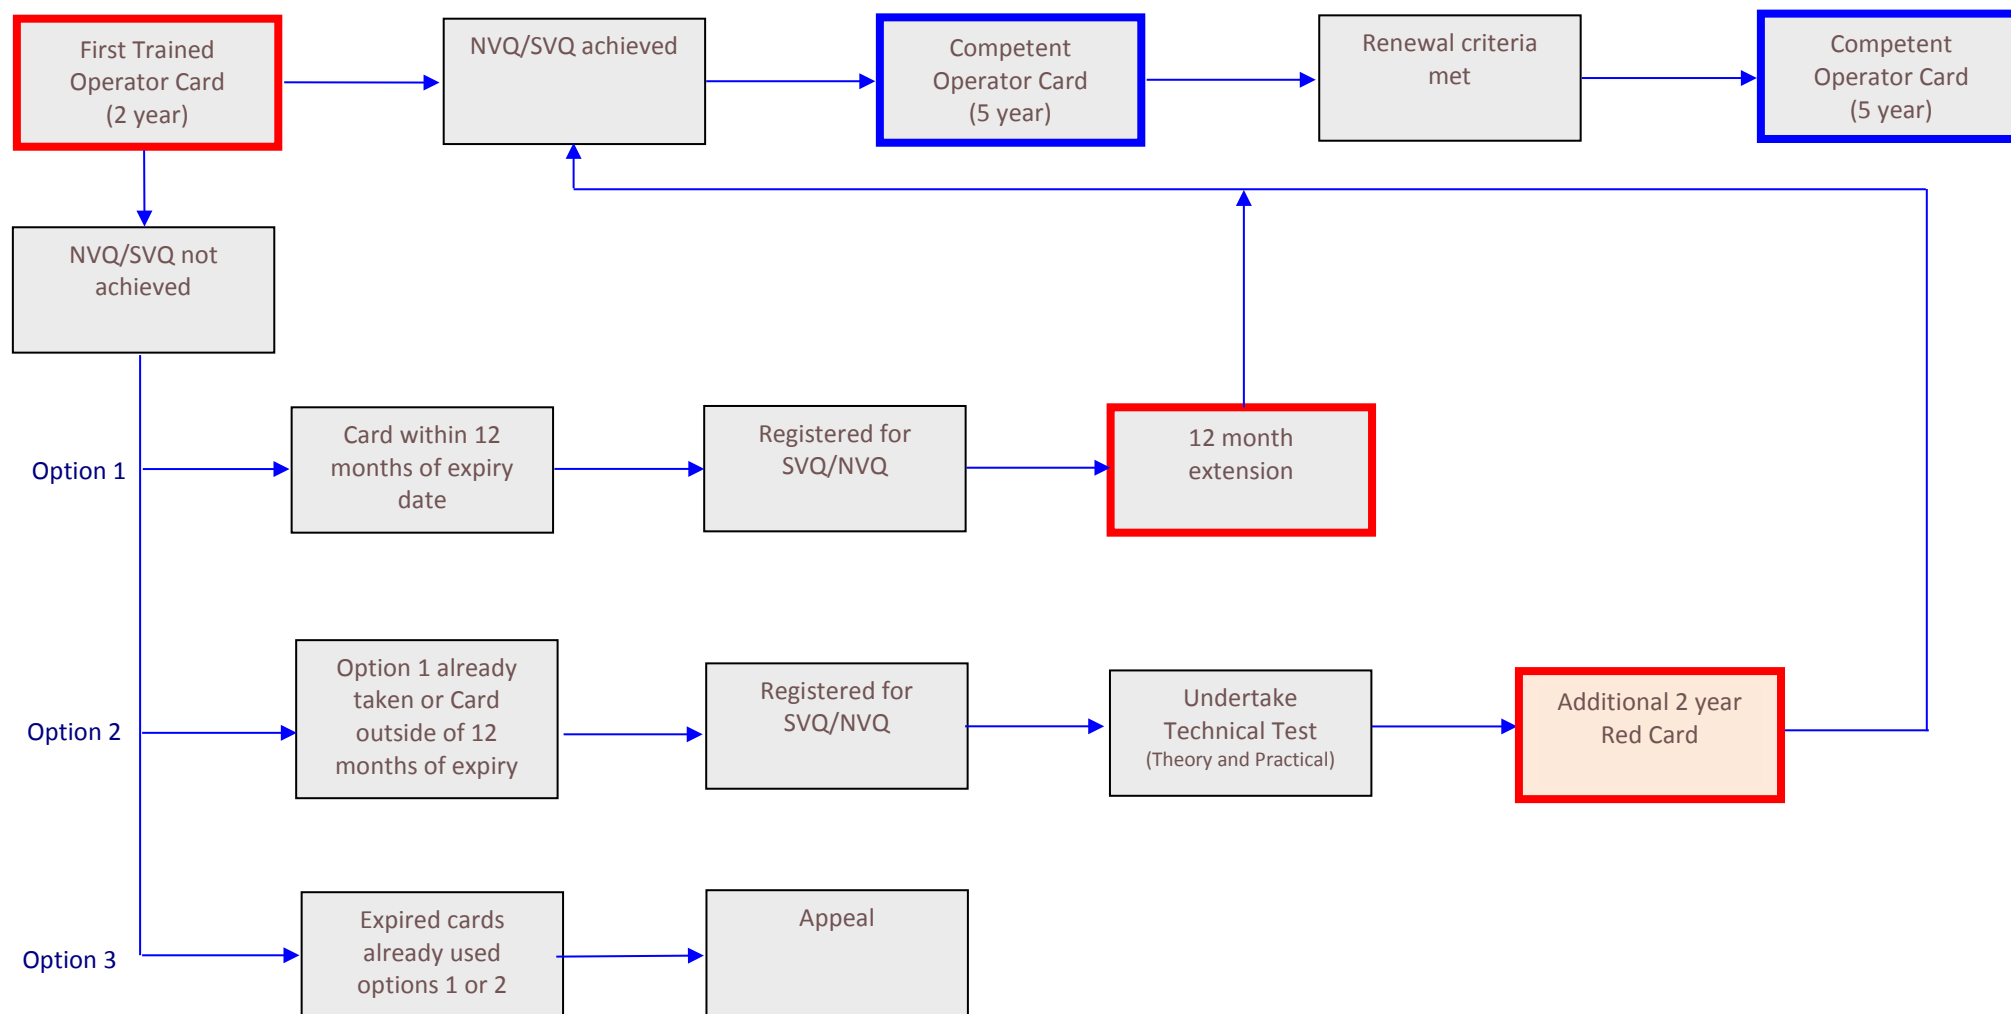 First Trained
Operator Card
(2 year)
NVQ/SVQ achieved
Competent
Operator Card
(5 year)
Renewal criteria
met
Competent
Operator Card
(5 year)
NVQ/SVQ not
achieved
Option 1
Card within 12
months of expiry
date
Registered for
SVQ/NVQ
12 month
extension
Option 2
Option 1 already
taken or Card
outside of 12
months of expiry
Registered for
SVQ/NVQ
Undertake
Technical Test
(Theory and Practical)
Additional 2 year
Red Card
Option 3
Expired cards
already used
options 1 or 2
Appeal